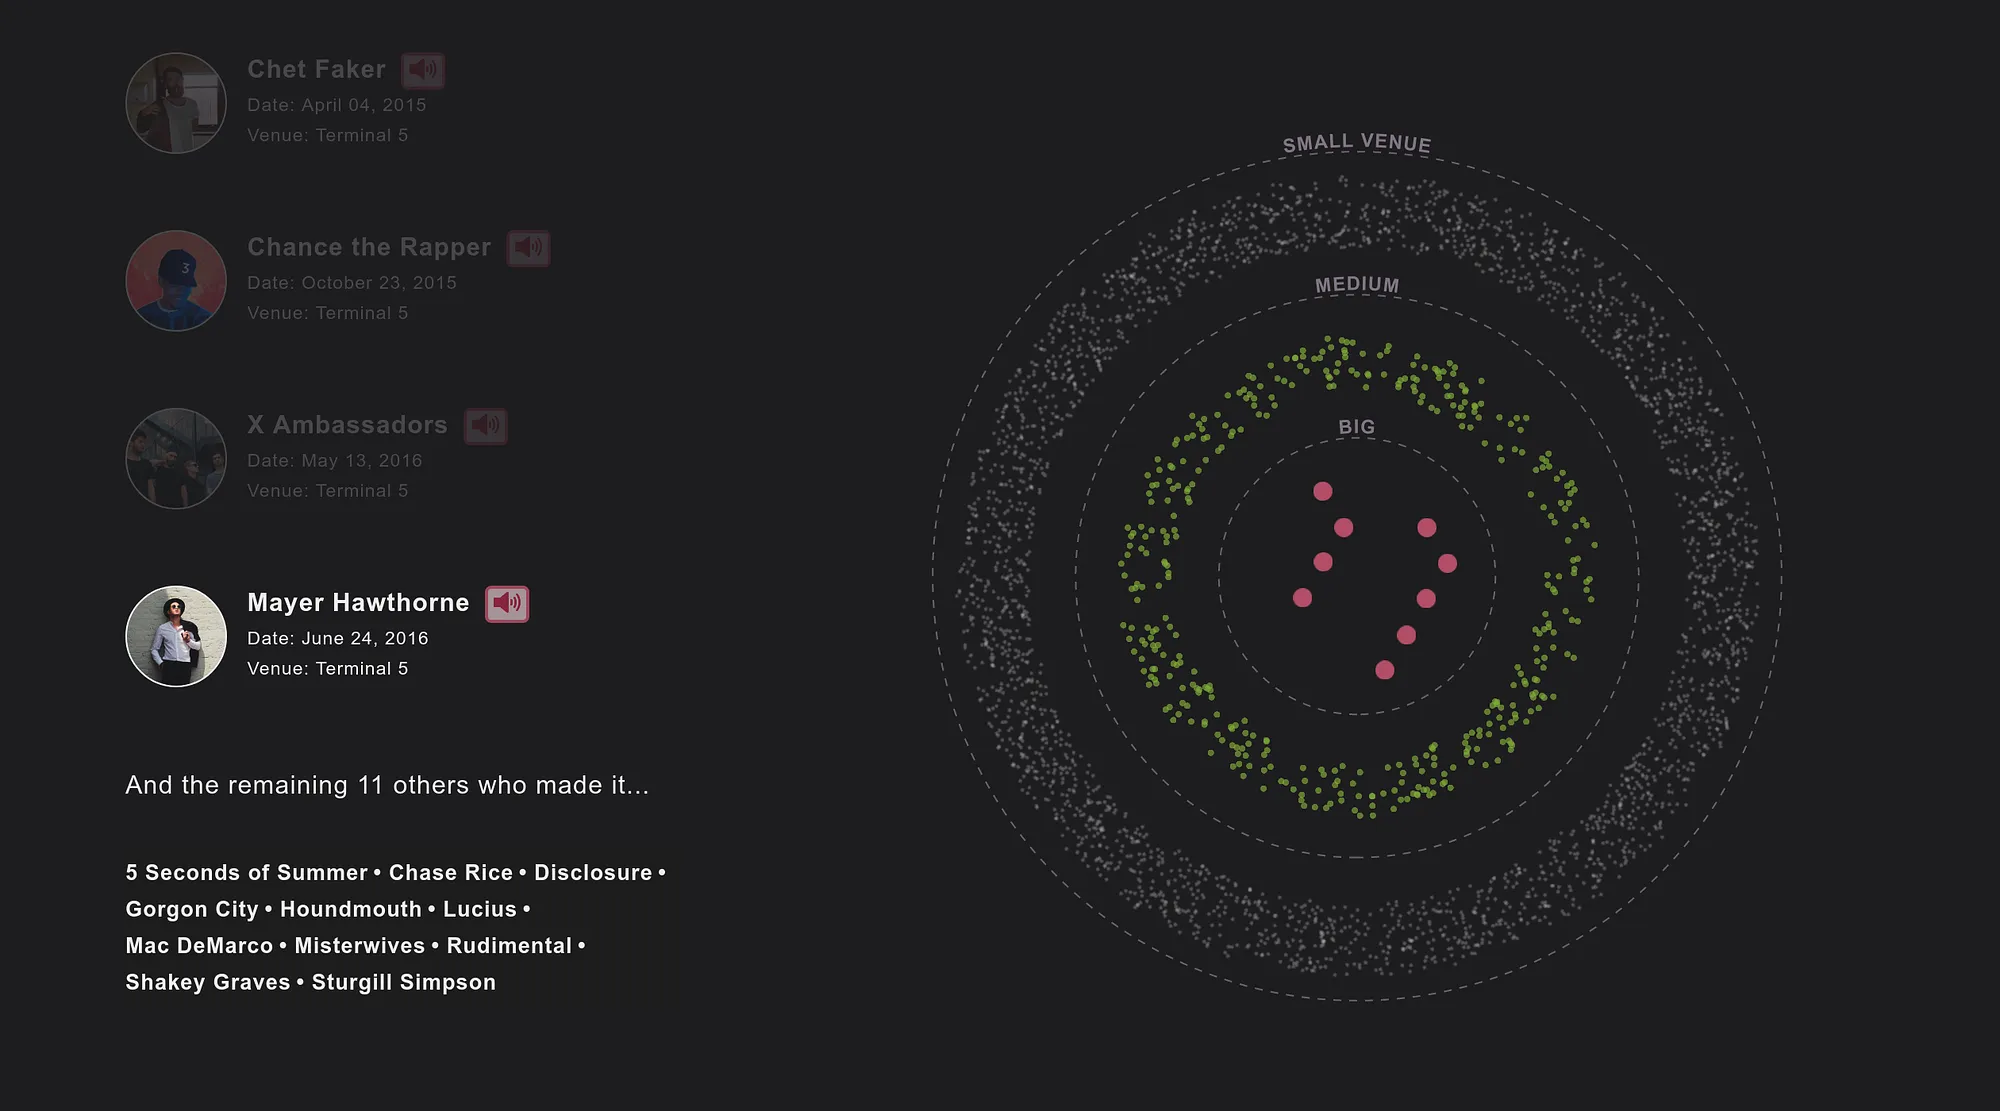 Chet Faker
Date: April 04, 2015
Venue: Terminal 5
Chance the Rapper
Date: October 23, 2015
Venue: Terminal 5
3
X Ambassadors
Date: May 13, 2016
Venue: Terminal 5
Mayer Hawthorne
Date: June 24, 2016
Venue: Terminal 5
And the remaining 11 others who made it...
5 Seconds of Summer • Chase Rice • Disclosure •
Gorgon City • Houndmouth • Lucius •
Mac DeMarco • Misterwives • Rudimental •
Shakey Graves • Sturgill Simpson
SMALL VENUE
MEDIUM
BIG